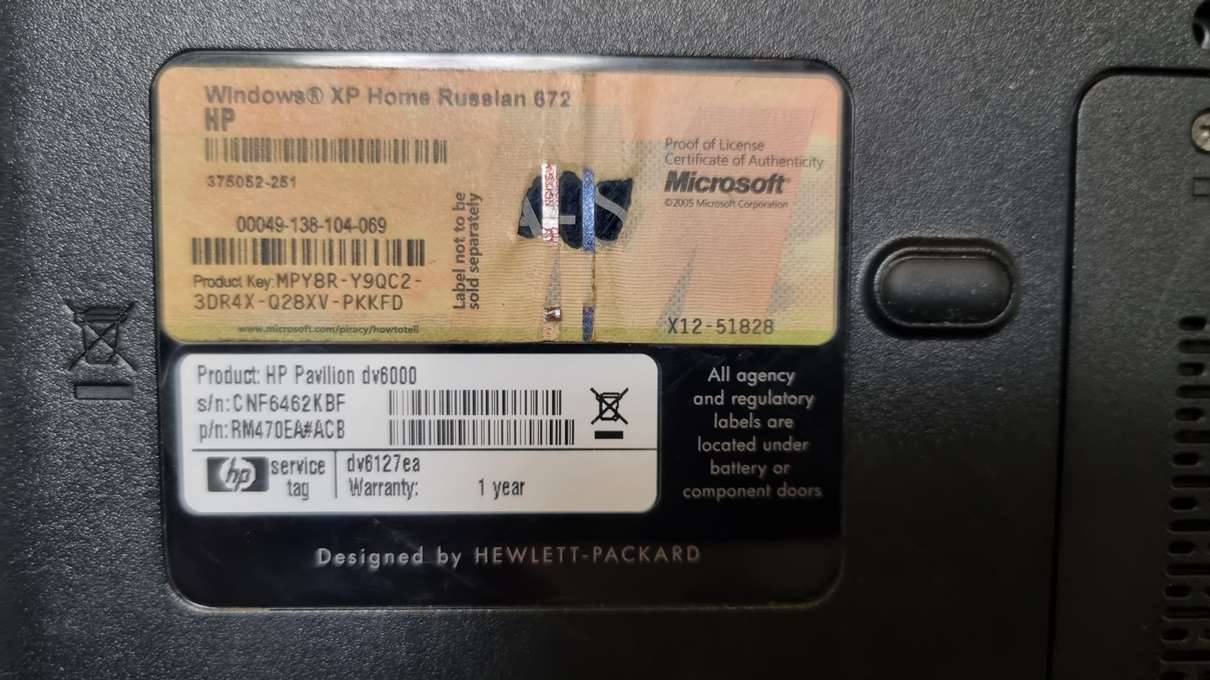 Windows® XP Home Russian 672
HP
375052-251
00049-138-104-069
Product Key: MPY8R-Y9QC2-
3DR4X-Q28XV-PKKFD
www.microsoft.com/piracy/howtotell
Label not to be
sold separately
Proof of License
Certificate of Authenticity
Microsoft®
©2005 Microsoft Corporation
X12-51828
Product: HP Pavilion dv6000
s/n: CNF6462KBF
p/n: RM470EA#ACB
hp service
tag
dv6127ea
Warranty: 1 year
All agency
and regulatory
labels are
located under
battery or
component doors
Designed by HEWLETT-PACKARD